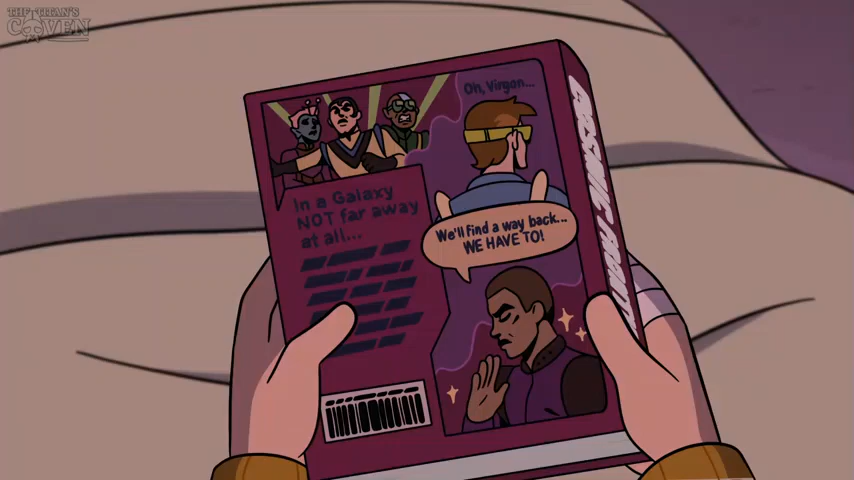 THE TITAN'S
COVEN
Oh, Virgon...
In a Galaxy
NOT far away
at all...
We'll find a way back...
WE HAVE TO!
COSMIC